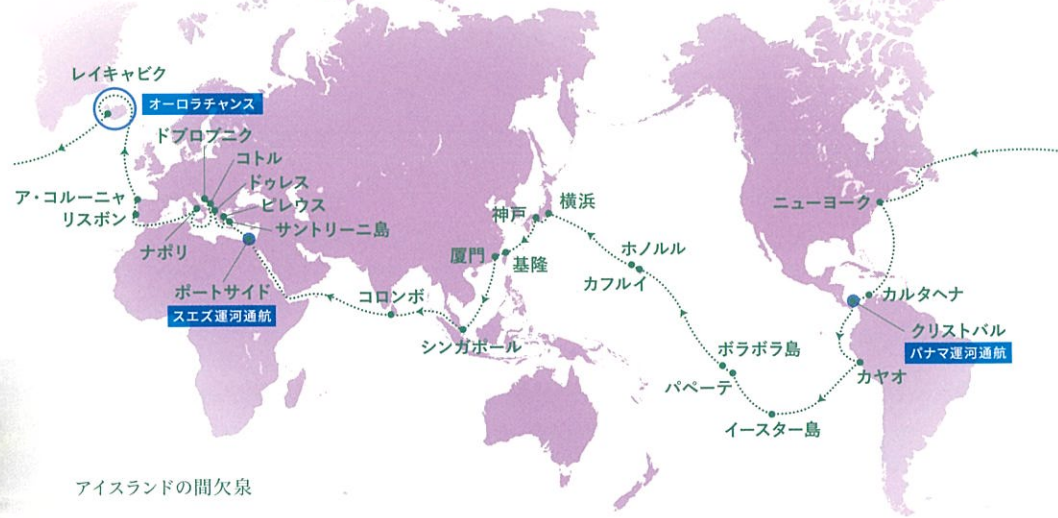 レイキャビク
オーロラチャンス
ドブロブニク
コトル
ドゥレス
ピレウス
サントリーニ島
ア・コルーニャ
リスボン
ナポリ
ポートサイド
スエズ運河通航
コロンボ
シンガポール
厦門
基隆
神戸
横浜
ホノルル
カフルイ
ボラボラ島
パペーテ
イースター島
ニューヨーク
カルタヘナ
クリストバル
パナマ運河通航
カヤオ
アイスランドの間欠泉